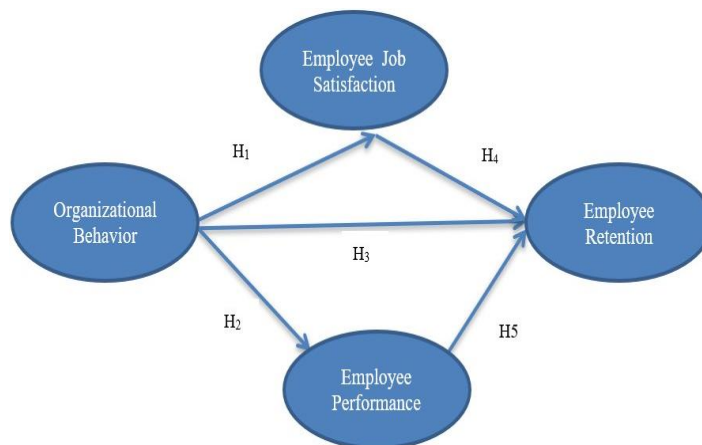 Employee Job
Satisfaction
H₁
H₄
Organizational
Behavior
Employee
Retention
H₃
H₂
H5
Employee
Performance